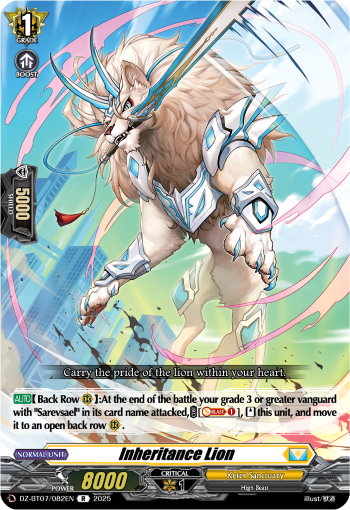 1
GRADE
BOOST
5000
SHIELD
Carry the pride of the lion within your heart.
AUTO [Back Row]:At the end of the battle your grade 3 or greater vanguard
with "Sarevsael" in its card name attacked, [SB BLAST 1], [ ] this unit, and move
it to an open back row .
NORMAL UNIT
Inheritance Lion
POWER 8000
CRITICAL
1
Keter Sanctuary
High Beast
DZ-BT07/082EN R 2025
illust/獣道